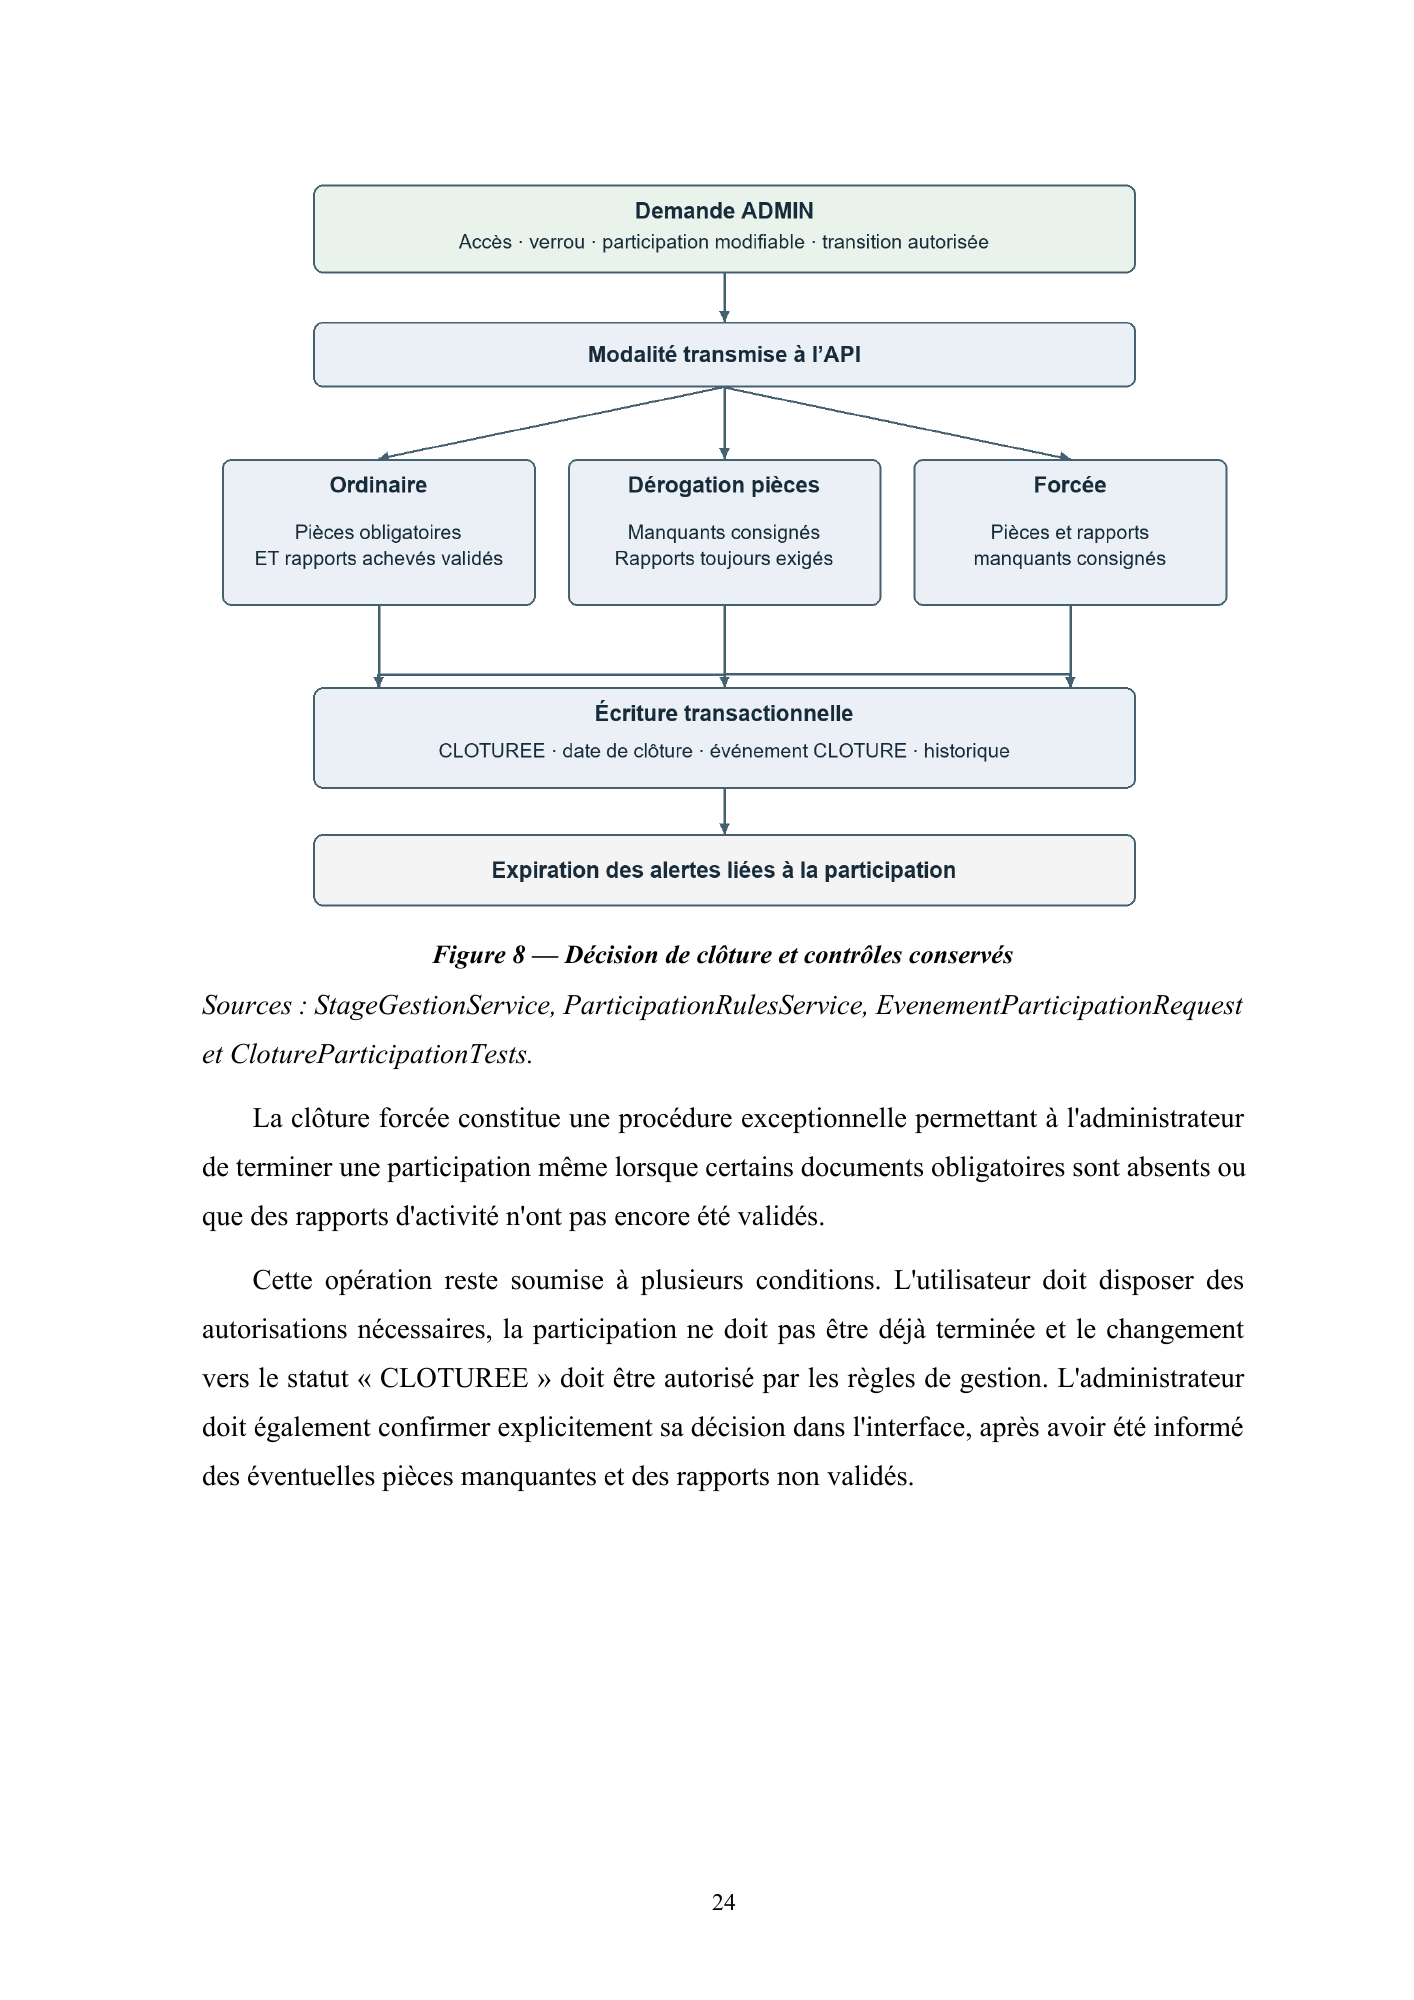 Demande ADMIN
Accès · verrou · participation modifiable · transition autorisée
Modalité transmise à l’API
Ordinaire
Pièces obligatoires
ET rapports achevés validés
Dérogation pièces
Manquants consignés
Rapports toujours exigés
Forcée
Pièces et rapports
manquants consignés
Écriture transactionnelle
CLOTUREE · date de clôture · événement CLOTURE · historique
Expiration des alertes liées à la participation
Figure 8 — Décision de clôture et contrôles conservés
Sources : StageGestionService, ParticipationRulesService, EvenementParticipationRequest
et ClotureParticipationTests.
La clôture forcée constitue une procédure exceptionnelle permettant à l'administrateur
de terminer une participation même lorsque certains documents obligatoires sont absents ou
que des rapports d'activité n'ont pas encore été validés.
Cette opération reste soumise à plusieurs conditions. L'utilisateur doit disposer des
autorisations nécessaires, la participation ne doit pas être déjà terminée et le changement
vers le statut « CLOTUREE » doit être autorisé par les règles de gestion. L'administrateur
doit également confirmer explicitement sa décision dans l'interface, après avoir été informé
des éventuelles pièces manquantes et des rapports non validés.
24